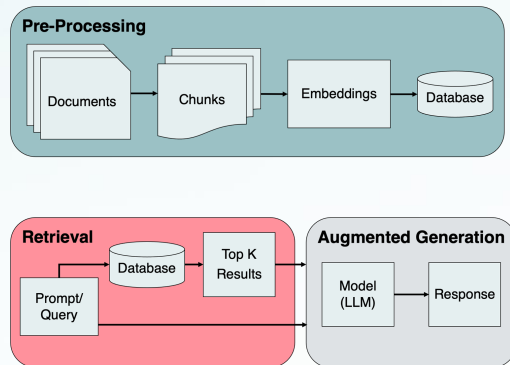 Pre-Processing
Documents
Chunks
Embeddings
Database
Retrieval
Database
Top K
Results
Prompt/
Query
Augmented Generation
Model
(LLM)
Response